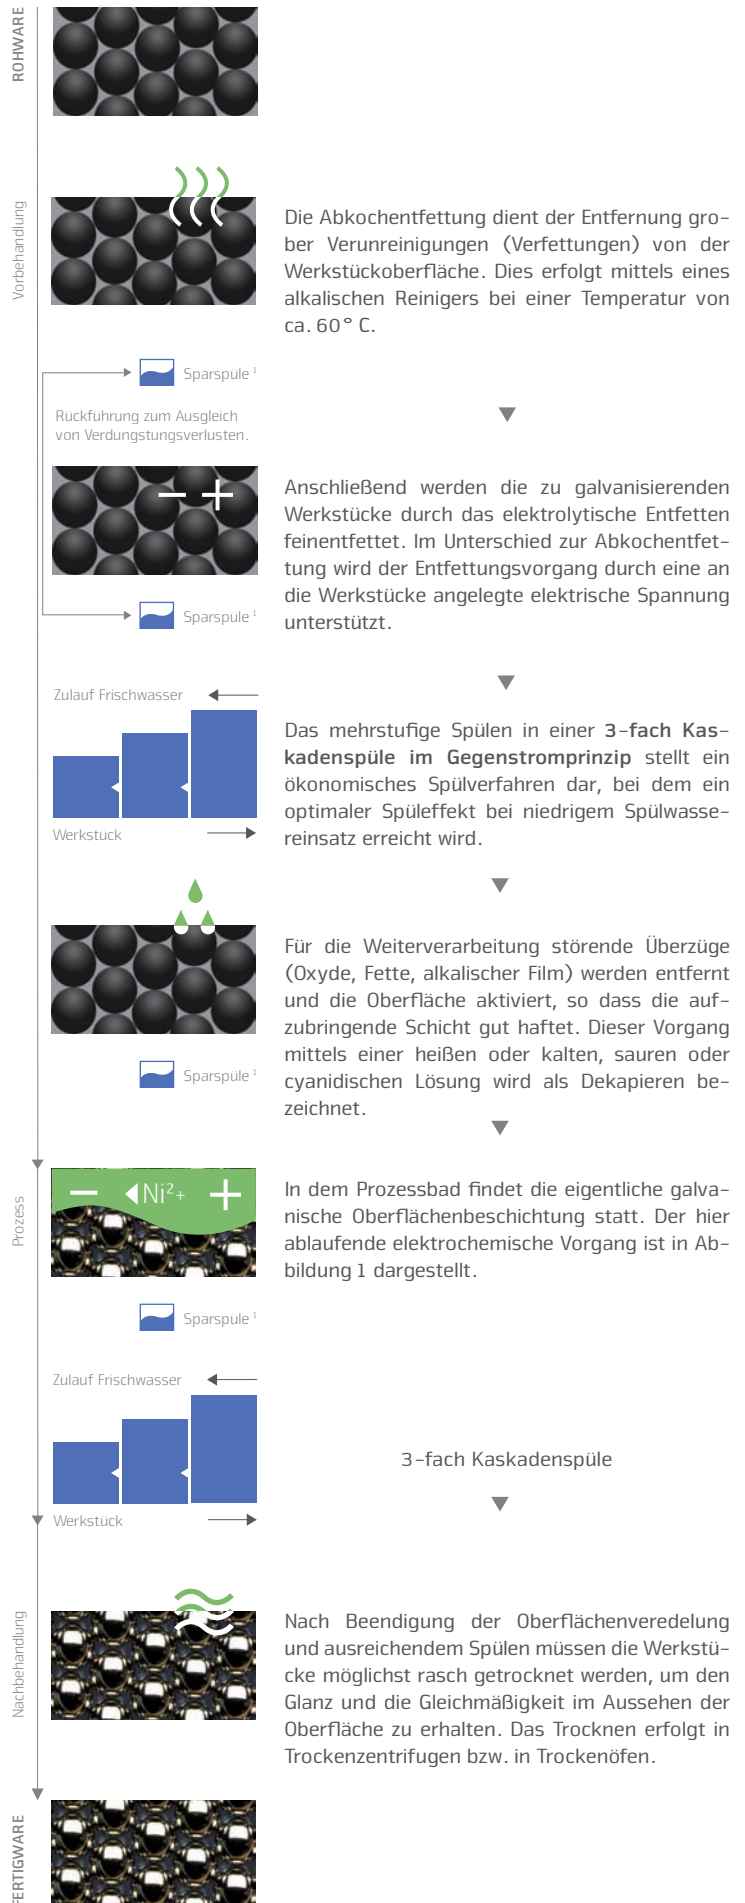 ROHWARE
Vorbehandlung
Die Abkochentfettung dient der Entfernung gro-
ber Verunreinigungen (Verfettungen) von der
Werkstückoberfläche. Dies erfolgt mittels eines
alkalischen Reinigers bei einer Temperatur von
ca. 60° C.
Sparspüle ¹
Rückführung zum Ausgleich
von Verdungstungsverlusten.
− +
Anschließend werden die zu galvanisierenden
Werkstücke durch das elektrolytische Entfetten
feinentfettet. Im Unterschied zur Abkochentfet-
tung wird der Entfettungsvorgang durch eine an
die Werkstücke angelegte elektrische Spannung
unterstützt.
Sparspüle ¹
Zulauf Frischwasser
Werkstück
Das mehrstufige Spülen in einer 3-fach Kas-
kadenspüle im Gegenstromprinzip stellt ein
ökonomisches Spülverfahren dar, bei dem ein
optimaler Spüleffekt bei niedrigem Spülwasse-
reinsatz erreicht wird.
Für die Weiterverarbeitung störende Überzüge
(Oxyde, Fette, alkalischer Film) werden entfernt
und die Oberfläche aktiviert, so dass die auf-
zubringende Schicht gut haftet. Dieser Vorgang
mittels einer heißen oder kalten, sauren oder
cyanidischen Lösung wird als Dekapieren be-
zeichnet.
Sparspüle ¹
Prozess
− Ni²+ +
In dem Prozessbad findet die eigentliche galva-
nische Oberflächenbeschichtung statt. Der hier
ablaufende elektrochemische Vorgang ist in Ab-
bildung 1 dargestellt.
Sparspüle ¹
Zulauf Frischwasser
Werkstück
3-fach Kaskadenspüle
Nachbehandlung
Nach Beendigung der Oberflächenveredelung
und ausreichendem Spülen müssen die Werkstü-
cke möglichst rasch getrocknet werden, um den
Glanz und die Gleichmäßigkeit im Aussehen der
Oberfläche zu erhalten. Das Trocknen erfolgt in
Trockenzentrifugen bzw. in Trockenöfen.
FERTIGWARE